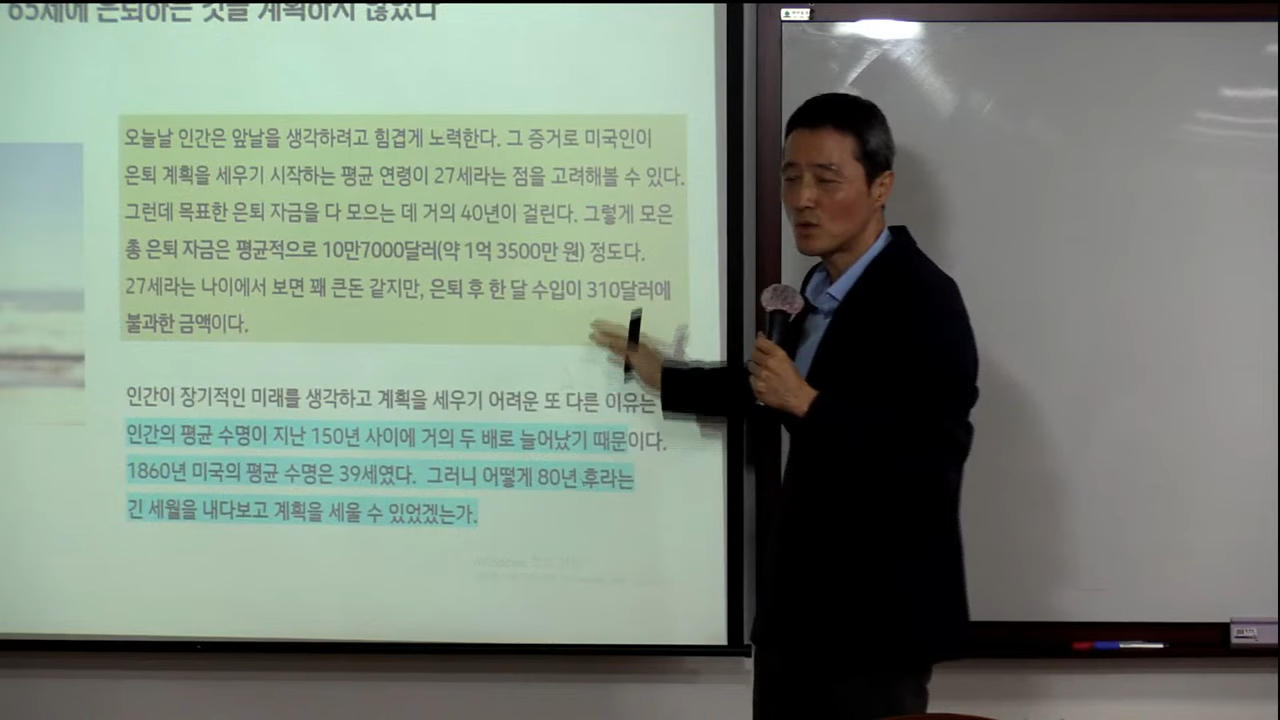 65세에 은퇴하는 것을 계획하지 않았다
오늘날 인간은 앞날을 생각하려고 힘겹게 노력한다. 그 증거로 미국인이
은퇴 계획을 세우기 시작하는 평균 연령이 27세라는 점을 고려해볼 수 있다.
그런데 목표한 은퇴 자금을 다 모으는 데 거의 40년이 걸린다. 그렇게 모은
총 은퇴 자금은 평균적으로 10만7000달러(약 1억 3500만 원) 정도다.
27세라는 나이에서 보면 꽤 큰돈 같지만, 은퇴 후 한 달 수입이 310달러에
불과한 금액이다.
인간이 장기적인 미래를 생각하고 계획을 세우기 어려운 또 다른 이유는
인간의 평균 수명이 지난 150년 사이에 거의 두 배로 늘어났기 때문이다.
1860년 미국의 평균 수명은 39세였다. 그러니 어떻게 80년 후라는
긴 세월을 내다보고 계획을 세울 수 있었겠는가.